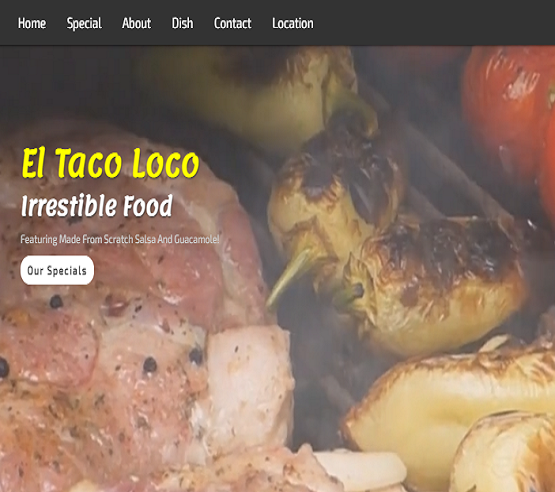 Home Special About Dish Contact Location
El Taco Loco
Irrestible Food
Featuring Made From Scratch Salsa And Guacamole!
Our Specials